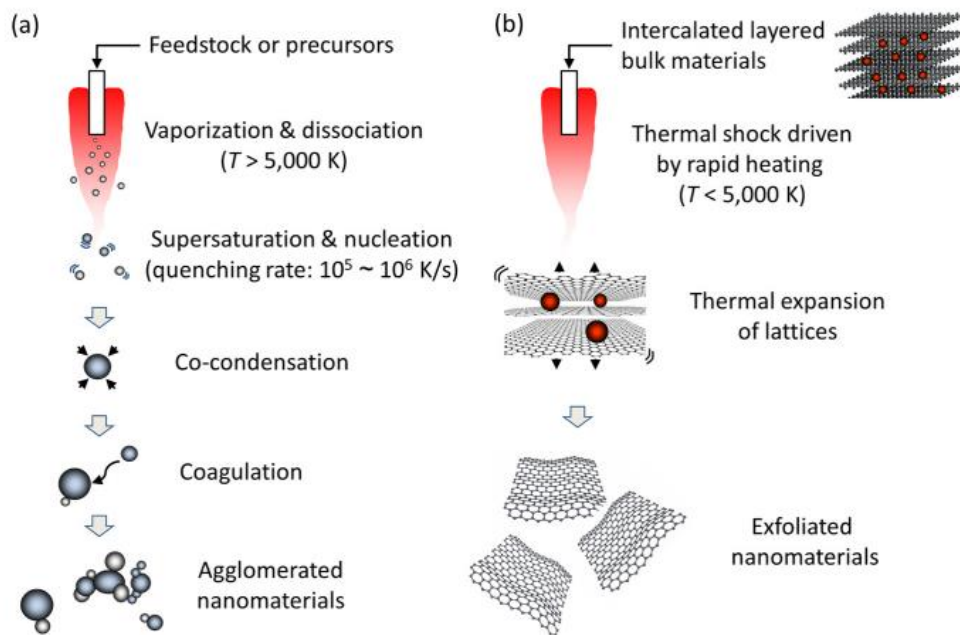 (a)
Feedstock or precursors
Vaporization & dissociation
(T > 5,000 K)
Supersaturation & nucleation
(quenching rate: 10⁵ ~ 10⁶ K/s)
Co-condensation
Coagulation
Agglomerated
nanomaterials
(b)
Intercalated layered
bulk materials
Thermal shock driven
by rapid heating
(T < 5,000 K)
Thermal expansion
of lattices
Exfoliated
nanomaterials